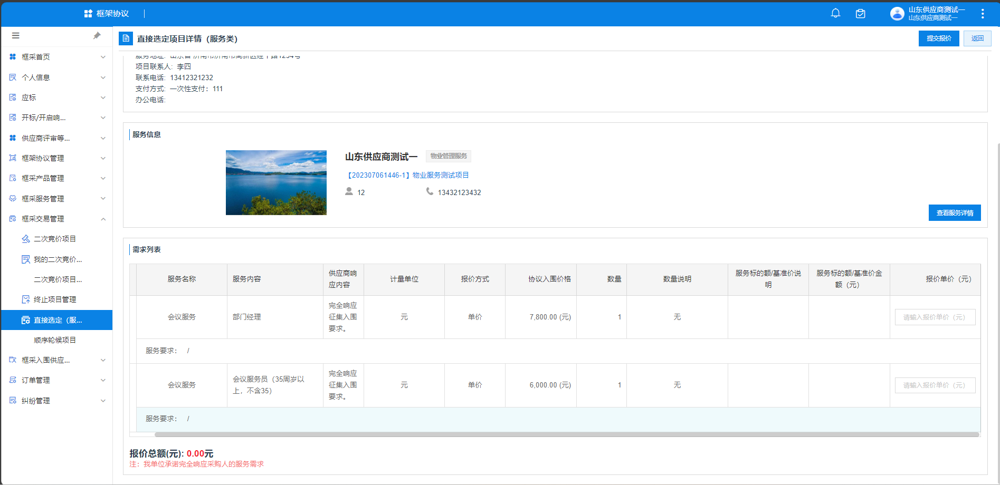 框架协议
山东供应商测试一
山东供应商测试一
直接选定项目详情（服务类）
提交报价
返回
框采首页
个人信息
应标
开标/开启响...
供应商评审等...
框架协议管理
框采产品管理
框采服务管理
框采交易管理
二次竞价项目
我的二次竞价...
二次竞价项目...
终止项目管理
直接选定（服...
顺序轮候项目
框采入围供应...
订单管理
纠纷管理
项目联系人: 李四
联系电话: 13412321232
支付方式: 一次性支付：111
办公电话:
服务信息
山东供应商测试一 物业管理服务
【202307061446-1】物业服务测试项目
12 13432123432
查看服务详情
需求列表
服务名称 服务内容 供应商响应内容 计量单位 报价方式 协议入围价格 数量 数量说明 服务标的额/基准价说明 服务标的额/基准价金额（元） 报价单价（元）
会议服务 部门经理 完全响应征集入围要求。 元 单价 7,800.00 (元) 1 无 请输入报价单价（元）
服务要求： /
会议服务 会议服务员（35周岁以上，不含35） 完全响应征集入围要求。 元 单价 6,000.00 (元) 1 无 请输入报价单价（元）
服务要求： /
报价总额(元): 0.00元
注：我单位承诺完全响应采购人的服务需求